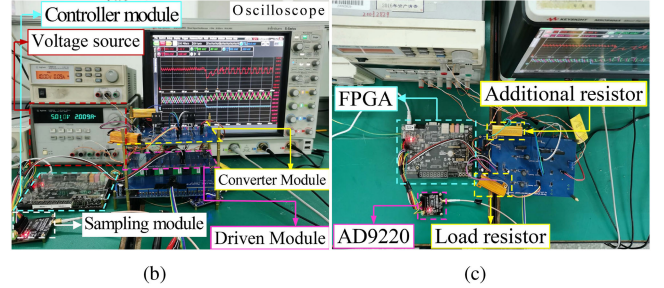 Controller module
Oscilloscope
Voltage source
Converter Module
Driven Module
Sampling module
FPGA
Additional resistor
AD9220
Load resistor
(b)
(c)